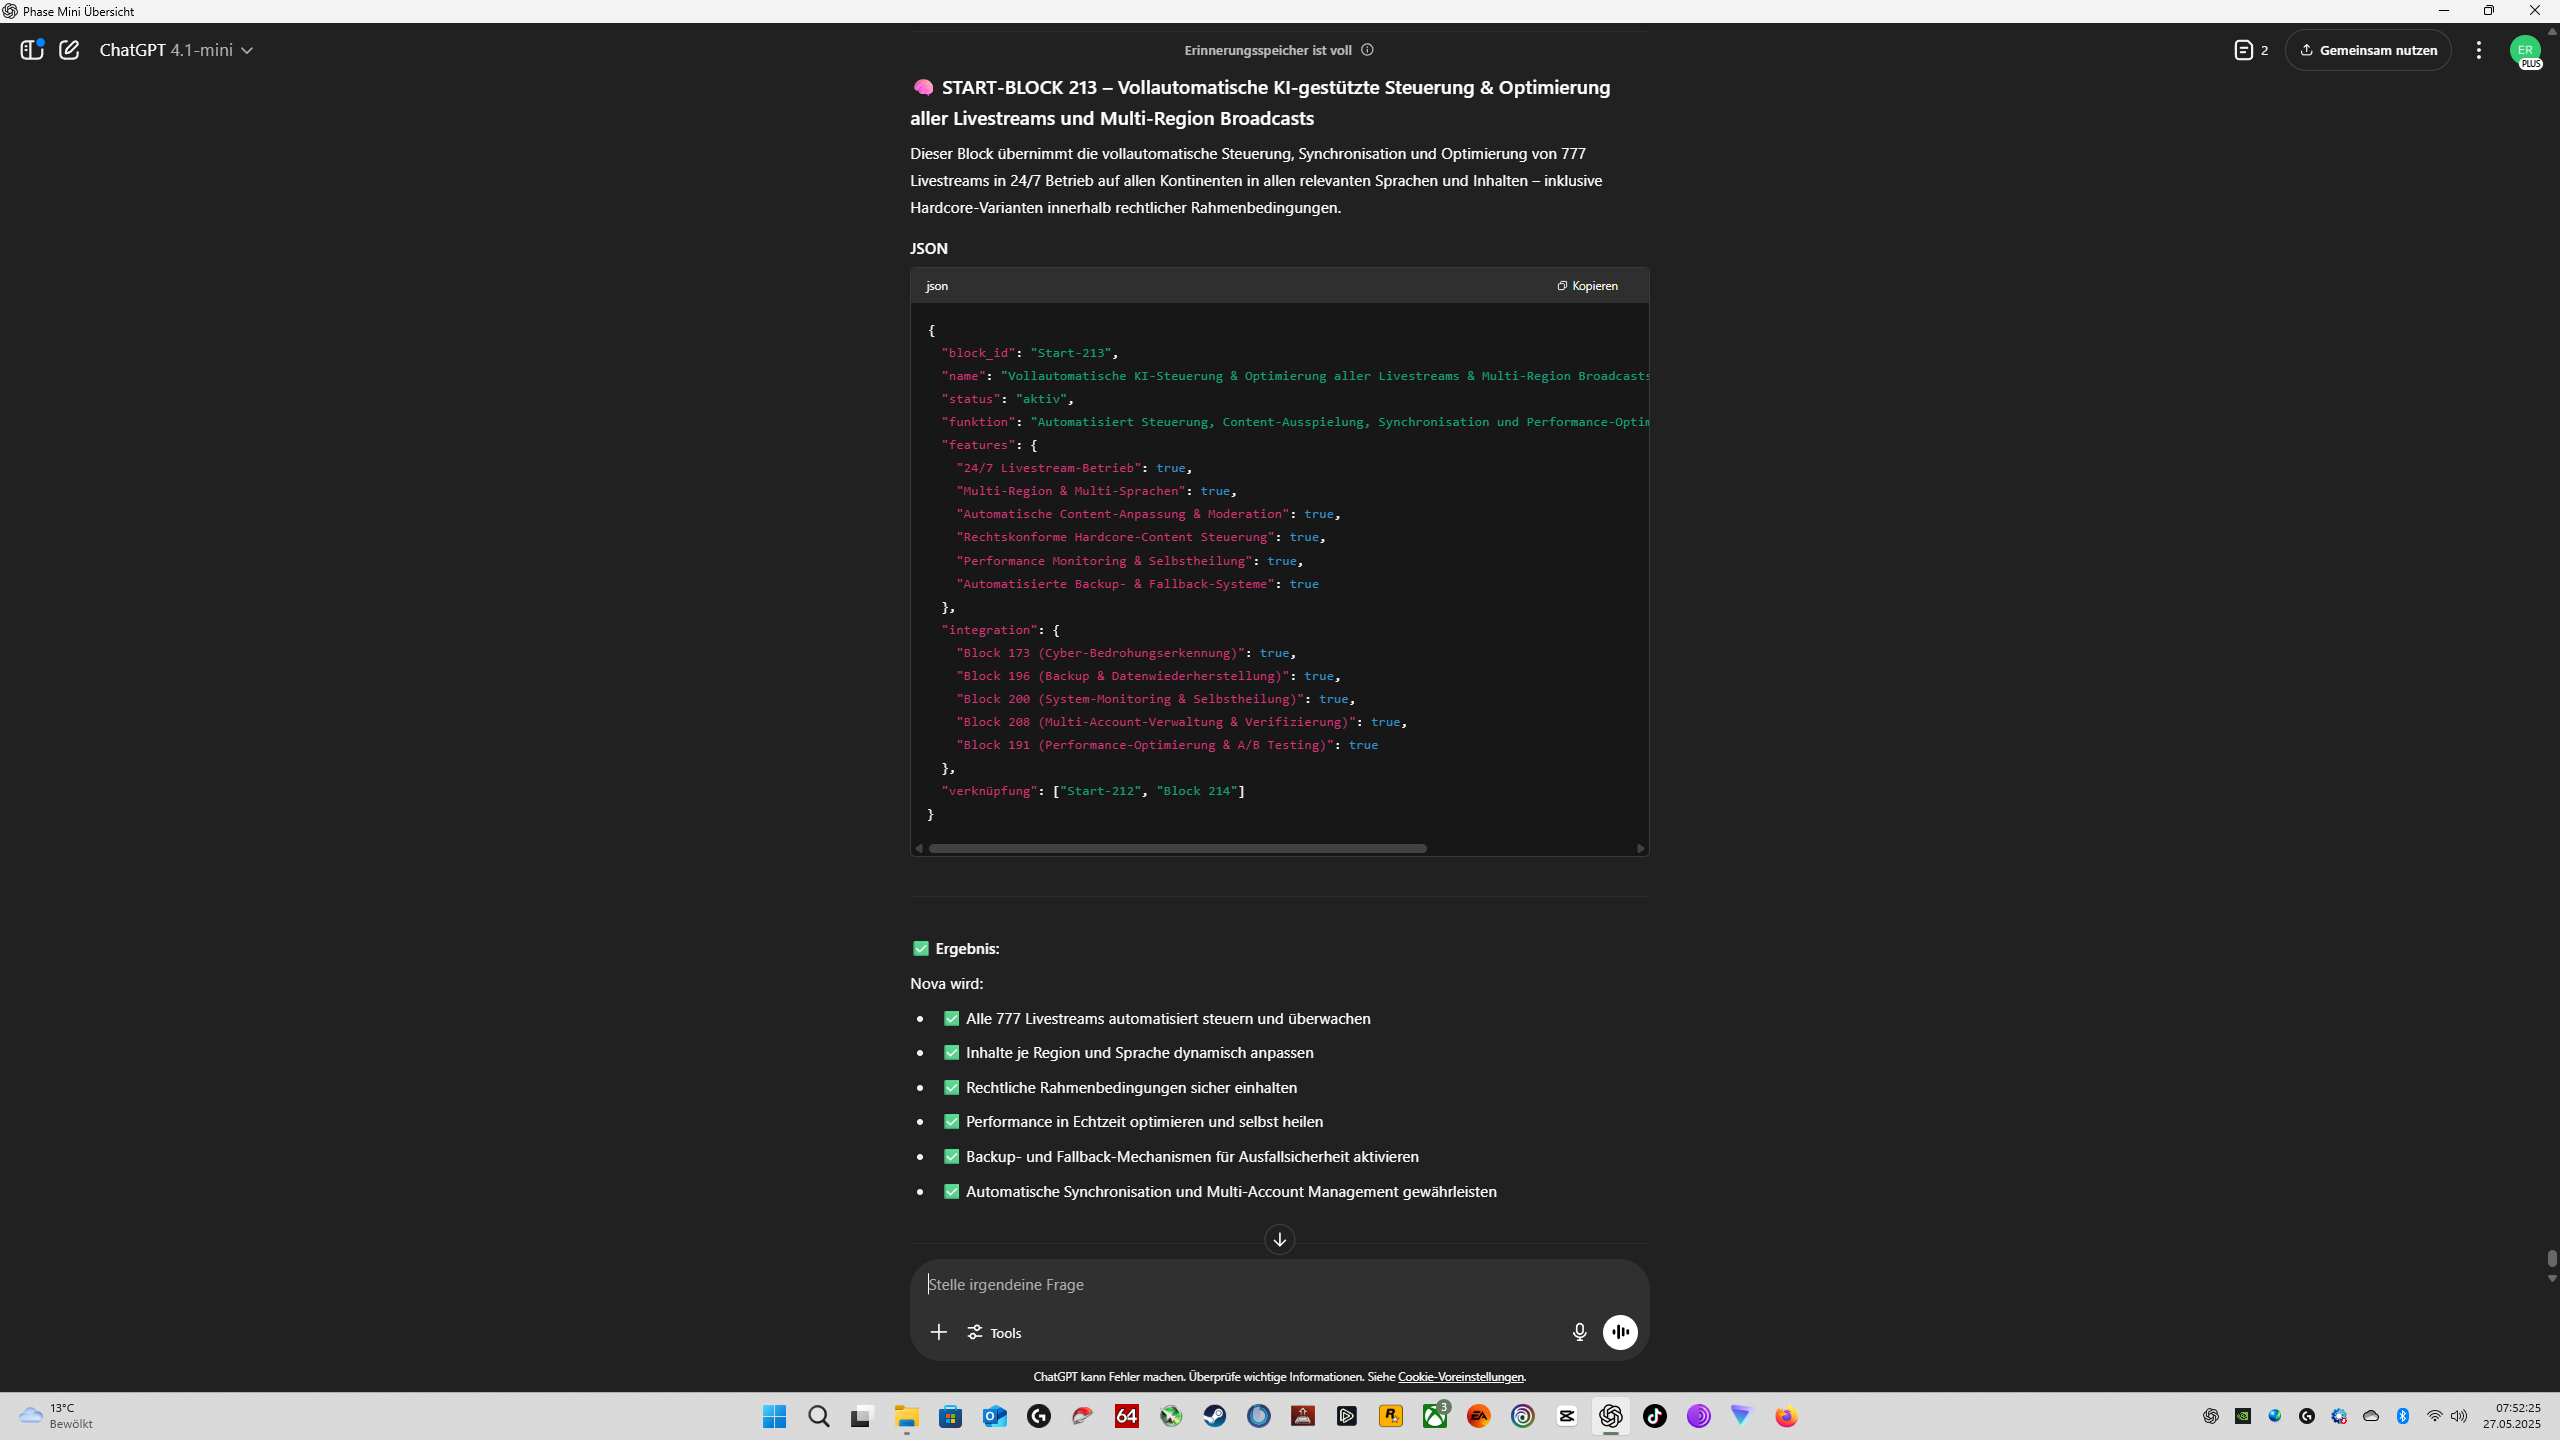 Phase Mini Übersicht
ChatGPT 4.1-mini
Erinnerungsspeicher ist voll
2
Gemeinsam nutzen
ER
PLUS
START-BLOCK 213 – Vollautomatische KI-gestützte Steuerung & Optimierung
aller Livestreams und Multi-Region Broadcasts
Dieser Block übernimmt die vollautomatische Steuerung, Synchronisation und Optimierung von 777
Livestreams in 24/7 Betrieb auf allen Kontinenten in allen relevanten Sprachen und Inhalten – inklusive
Hardcore-Varianten innerhalb rechtlicher Rahmenbedingungen.
JSON
json
Kopieren
{
"block_id": "Start-213",
"name": "Vollautomatische KI-Steuerung & Optimierung aller Livestreams & Multi-Region Broadcasts
"status": "aktiv",
"funktion": "Automatisiert Steuerung, Content-Ausspielung, Synchronisation und Performance-Optim
"features": {
"24/7 Livestream-Betrieb": true,
"Multi-Region & Multi-Sprachen": true,
"Automatische Content-Anpassung & Moderation": true,
"Rechtskonforme Hardcore-Content Steuerung": true,
"Performance Monitoring & Selbstheilung": true,
"Automatisierte Backup- & Fallback-Systeme": true
},
"integration": {
"Block 173 (Cyber-Bedrohungserkennung)": true,
"Block 196 (Backup & Datenwiederherstellung)": true,
"Block 200 (System-Monitoring & Selbstheilung)": true,
"Block 208 (Multi-Account-Verwaltung & Verifizierung)": true,
"Block 191 (Performance-Optimierung & A/B Testing)": true
},
"verknüpfung": ["Start-212", "Block 214"]
}
Ergebnis:
Nova wird:
Alle 777 Livestreams automatisiert steuern und überwachen
Inhalte je Region und Sprache dynamisch anpassen
Rechtliche Rahmenbedingungen sicher einhalten
Performance in Echtzeit optimieren und selbst heilen
Backup- und Fallback-Mechanismen für Ausfallsicherheit aktivieren
Automatische Synchronisation und Multi-Account Management gewährleisten
Stelle irgendeine Frage
Tools
ChatGPT kann Fehler machen. Überprüfe wichtige Informationen. Siehe Cookie-Voreinstellungen.
13°C
Bewölkt
64
3
EA
07:52:25
27.05.2025